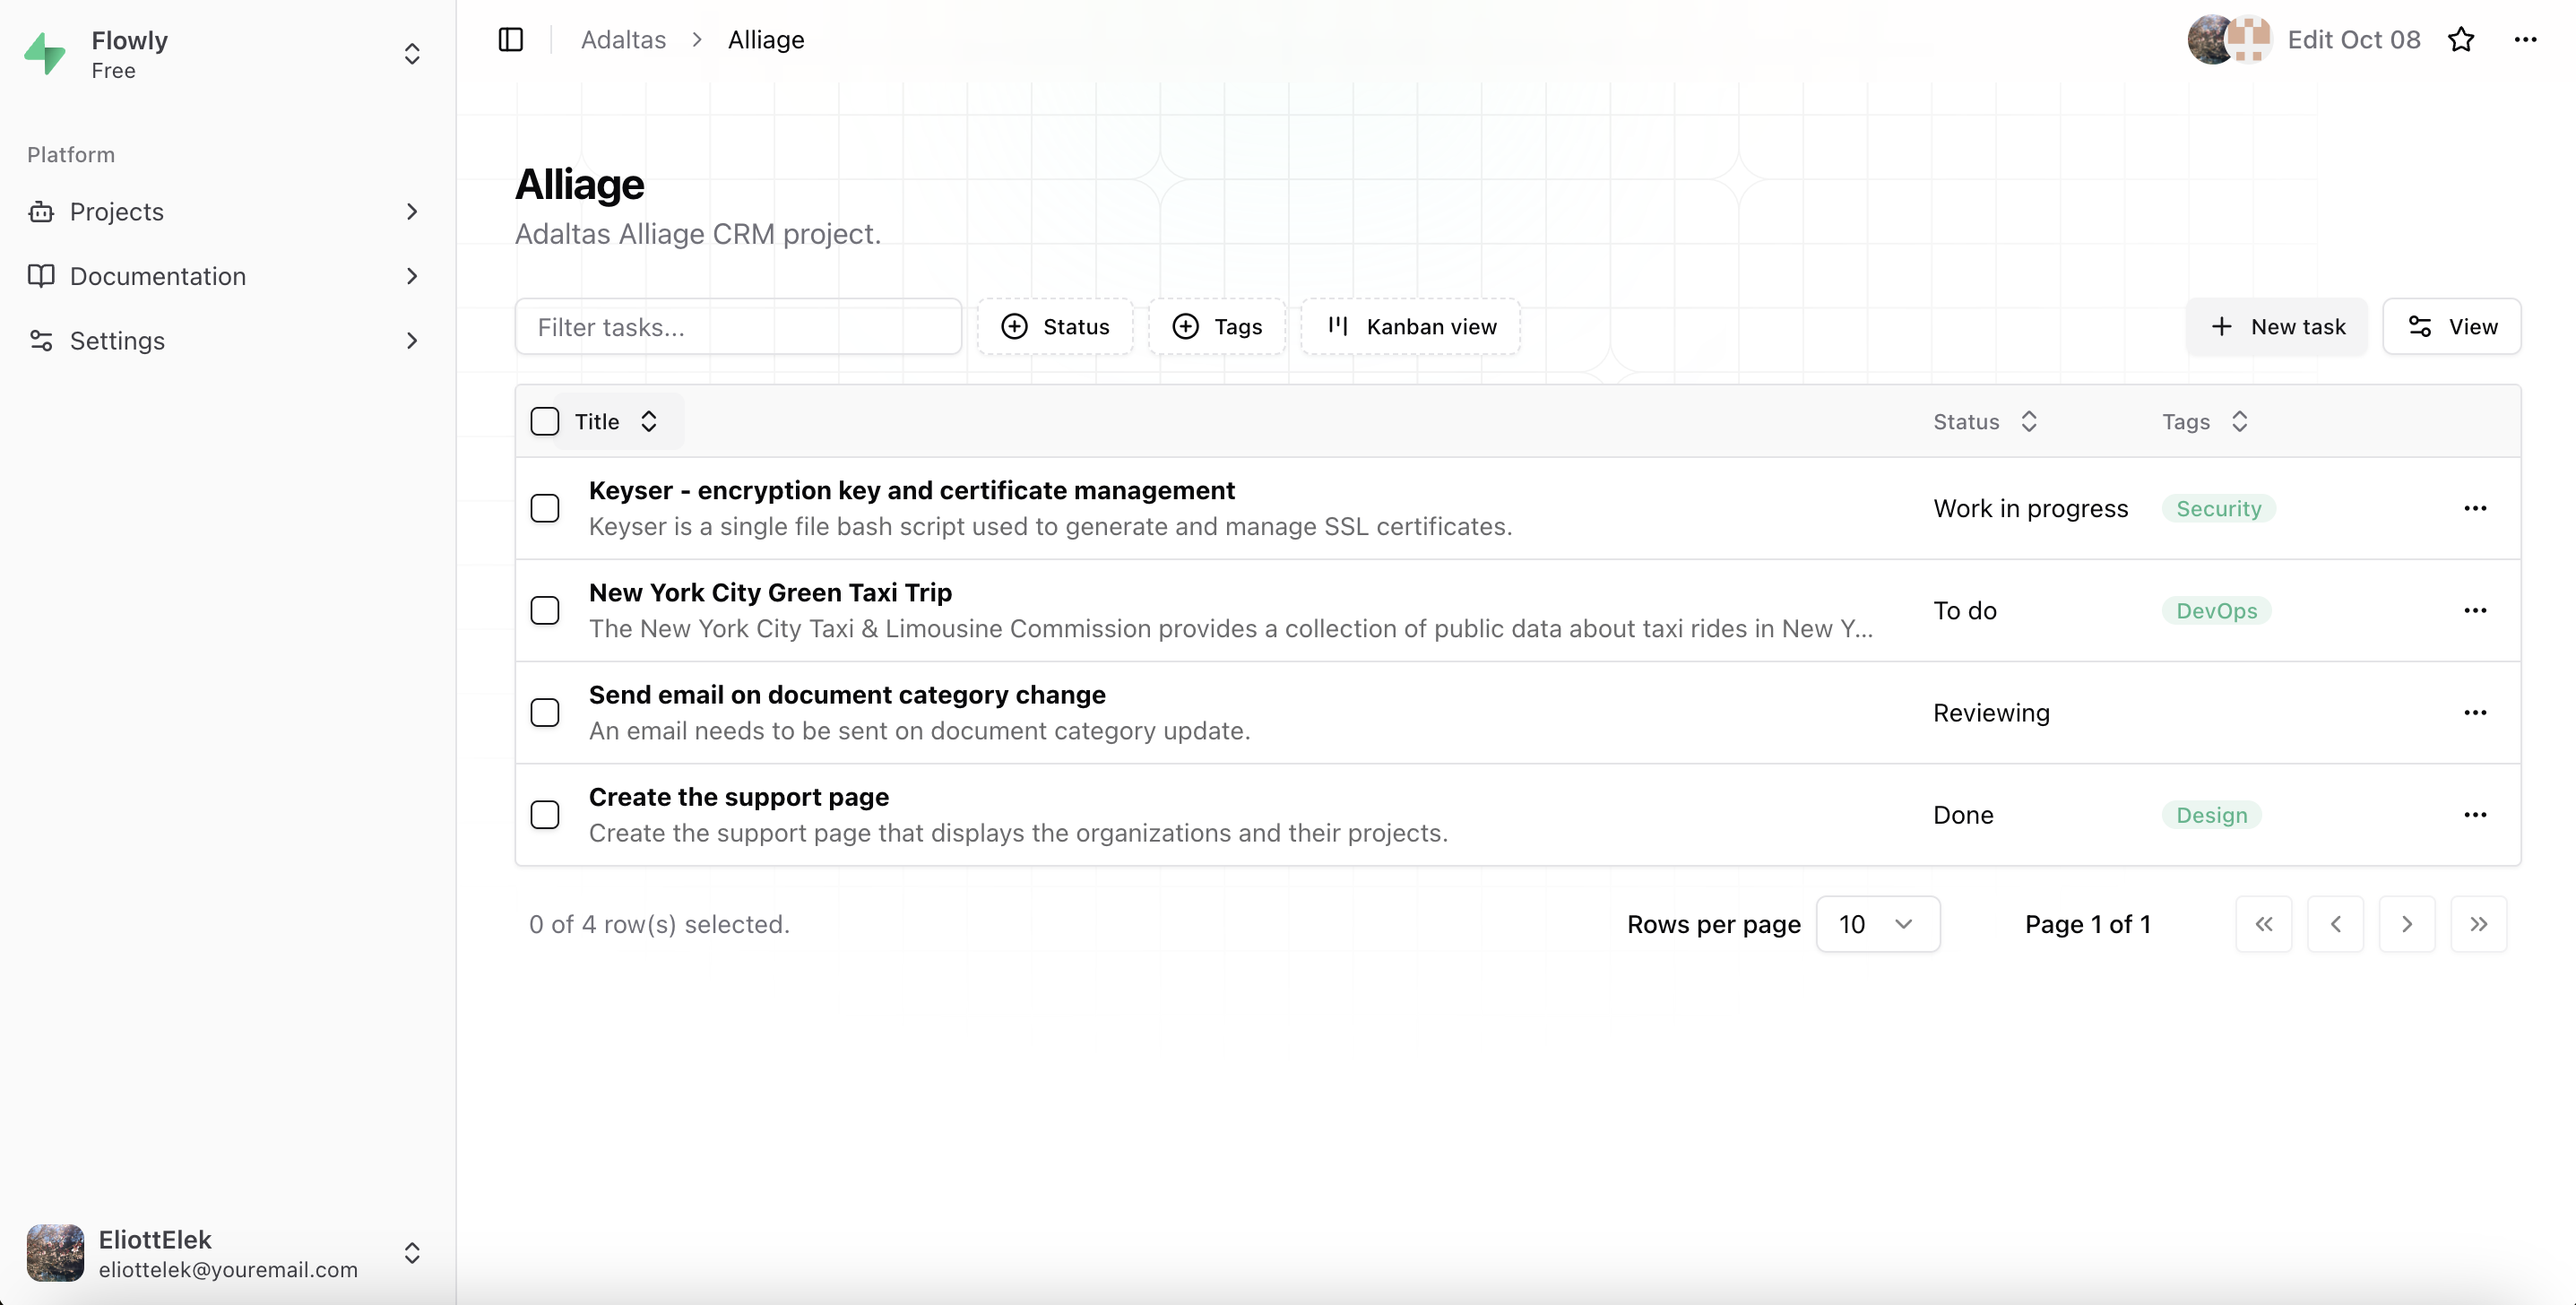 Flowly
Free
Platform
Projects
Documentation
Settings
EliottElek
eliottelek@youremail.com
Adaltas > Alliage
Edit Oct 08
Alliage
Adaltas Alliage CRM project.
Filter tasks...
Status
Tags
Kanban view
New task
View
Title
Status
Tags
Keyser - encryption key and certificate management
Keyser is a single file bash script used to generate and manage SSL certificates.
Work in progress
Security
New York City Green Taxi Trip
The New York City Taxi & Limousine Commission provides a collection of public data about taxi rides in New Y...
To do
DevOps
Send email on document category change
An email needs to be sent on document category update.
Reviewing
Create the support page
Create the support page that displays the organizations and their projects.
Done
Design
0 of 4 row(s) selected.
Rows per page
10
Page 1 of 1